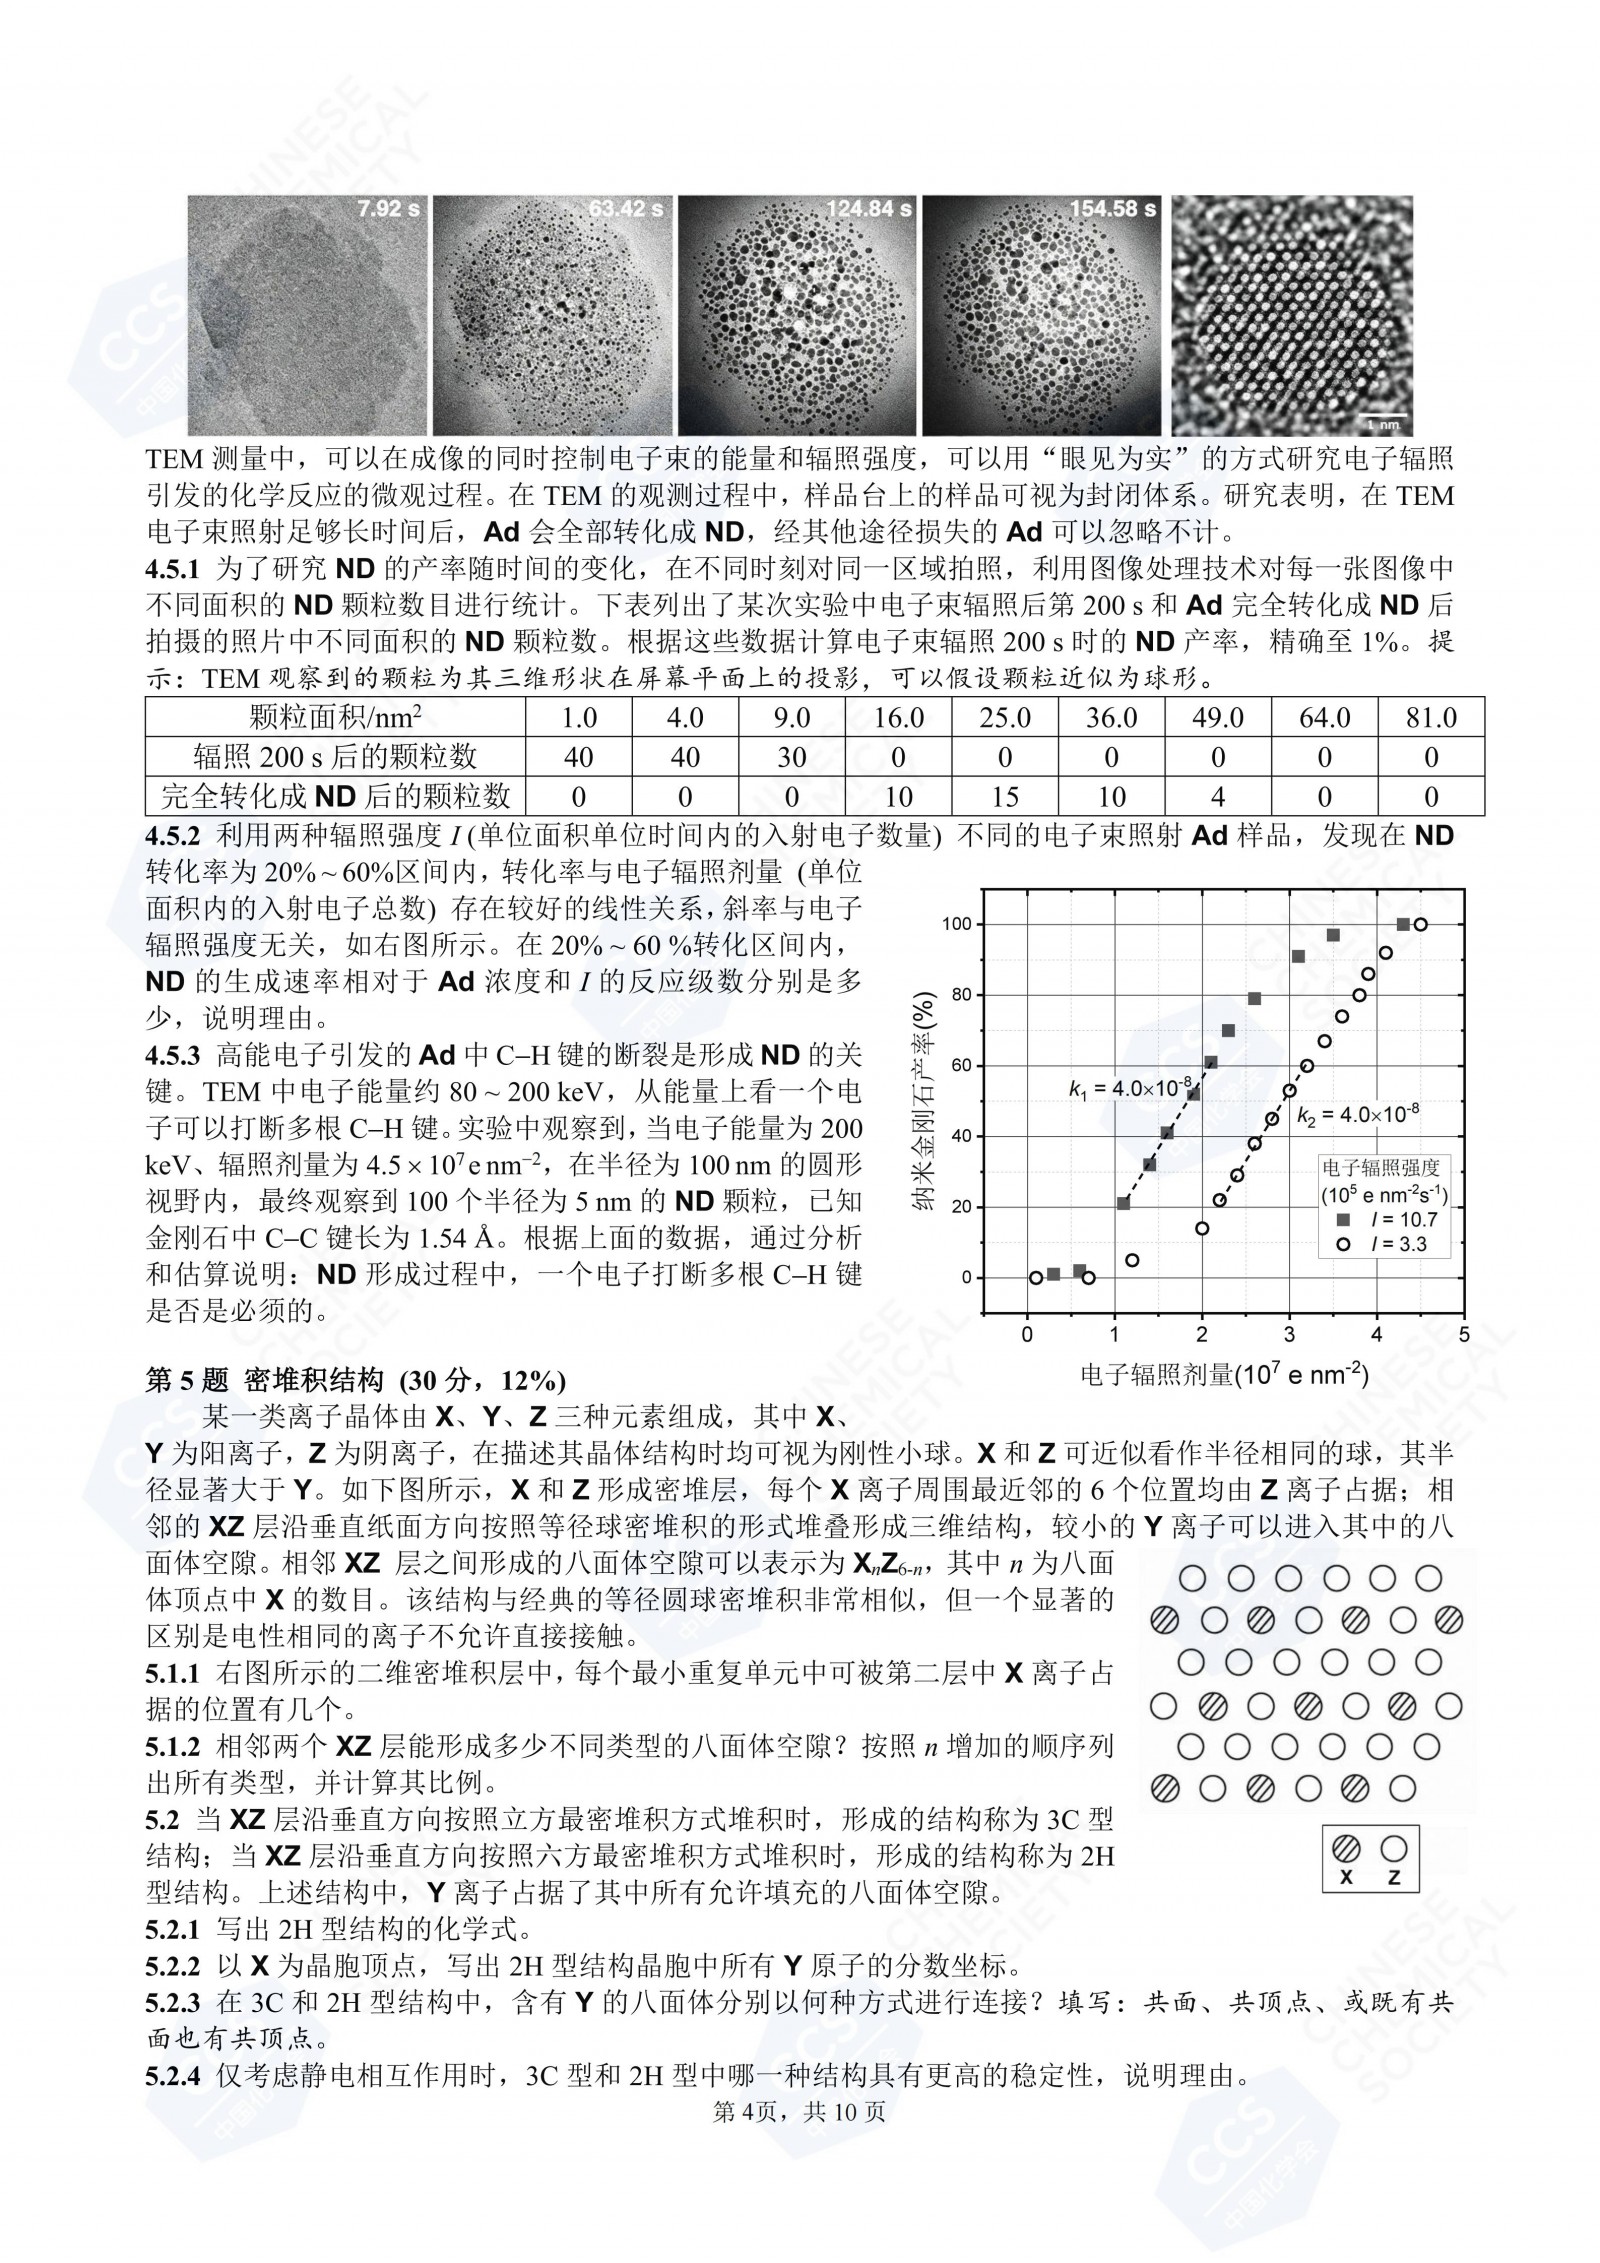 7.92 s
63.42 s
124.84 s
154.58 s
1 nm
TEM 测量中，可以在成像的同时控制电子束的能量和辐照强度，可以用“眼见为实”的方式研究电子辐照
引发的化学反应的微观过程。在 TEM 的观测过程中，样品台上的样品可视为封闭体系。研究表明，在 TEM
电子束照射足够长时间后，Ad 会全部转化成 ND，经其他途径损失的 Ad 可以忽略不计。
4.5.1 为了研究 ND 的产率随时间的变化，在不同时刻对同一区域拍照，利用图像处理技术对每一张图像中
不同面积的 ND 颗粒数目进行统计。下表列出了某次实验中电子束辐照后第 200 s 和 Ad 完全转化成 ND 后
拍摄的照片中不同面积的 ND 颗粒数。根据这些数据计算电子束辐照 200 s 时的 ND 产率，精确至 1%。提
示：TEM 观察到的颗粒为其三维形状在屏幕平面上的投影，可以假设颗粒近似为球形。
颗粒面积/nm² 1.0 4.0 9.0 16.0 25.0 36.0 49.0 64.0 81.0
辐照 200 s 后的颗粒数 40 40 30 0 0 0 0 0 0
完全转化成 ND 后的颗粒数 0 0 0 10 15 10 4 0 0
4.5.2 利用两种辐照强度 I (单位面积单位时间内的入射电子数量) 不同的电子束照射 Ad 样品，发现在 ND
转化率为 20% ~ 60%区间内，转化率与电子辐照剂量 (单位
面积内的入射电子总数) 存在较好的线性关系，斜率与电子
辐照强度无关，如右图所示。在 20% ~ 60 %转化区间内，
ND 的生成速率相对于 Ad 浓度和 I 的反应级数分别是多
少，说明理由。
4.5.3 高能电子引发的 Ad 中 C–H 键的断裂是形成 ND 的关
键。TEM 中电子能量约 80 ~ 200 keV，从能量上看一个电
子可以打断多根 C–H 键。实验中观察到，当电子能量为 200
keV、辐照剂量为 4.5 × 10⁷ e nm⁻²，在半径为 100 nm 的圆形
视野内，最终观察到 100 个半径为 5 nm 的 ND 颗粒，已知
金刚石中 C–C 键长为 1.54 Å。根据上面的数据，通过分析
和估算说明：ND 形成过程中，一个电子打断多根 C–H 键
是否是必须的。
纳米金刚石产率(%)
100
80
60
40
20
0
k₁ = 4.0×10⁻⁸
k₂ = 4.0×10⁻⁸
电子辐照强度
(10⁵ e nm⁻²s⁻¹)
I = 10.7
I = 3.3
0 1 2 3 4 5
电子辐照剂量(10⁷ e nm⁻²)
第 5 题 密堆积结构 (30 分，12%)
某一类离子晶体由 X、Y、Z 三种元素组成，其中 X、
Y 为阳离子，Z 为阴离子，在描述其晶体结构时均可视为刚性小球。X 和 Z 可近似看作半径相同的球，其半
径显著大于 Y。如下图所示，X 和 Z 形成密堆层，每个 X 离子周围最近邻的 6 个位置均由 Z 离子占据；相
邻的 XZ 层沿垂直纸面方向按照等径球密堆积的形式堆叠形成三维结构，较小的 Y 离子可以进入其中的八
面体空隙。相邻 XZ 层之间形成的八面体空隙可以表示为 XₙZ₆₋ₙ，其中 n 为八面
体顶点中 X 的数目。该结构与经典的等径圆球密堆积非常相似，但一个显著的
区别是电性相同的离子不允许直接接触。
5.1.1 右图所示的二维密堆积层中，每个最小重复单元中可被第二层中 X 离子占
据的位置有几个。
5.1.2 相邻两个 XZ 层能形成多少不同类型的八面体空隙？按照 n 增加的顺序列
出所有类型，并计算其比例。
5.2 当 XZ 层沿垂直方向按照立方最密堆积方式堆积时，形成的结构称为 3C 型
结构；当 XZ 层沿垂直方向按照六方最密堆积方式堆积时，形成的结构称为 2H
型结构。上述结构中，Y 离子占据了其中所有允许填充的八面体空隙。
X Z
5.2.1 写出 2H 型结构的化学式。
5.2.2 以 X 为晶胞顶点，写出 2H 型结构晶胞中所有 Y 原子的分数坐标。
5.2.3 在 3C 和 2H 型结构中，含有 Y 的八面体分别以何种方式进行连接？填写：共面、共顶点、或既有共
面也有共顶点。
5.2.4 仅考虑静电相互作用时，3C 型和 2H 型中哪一种结构具有更高的稳定性，说明理由。
第 4页，共 10 页
CHINESE CHEMICAL SOCIETY
CCS
中国化学会